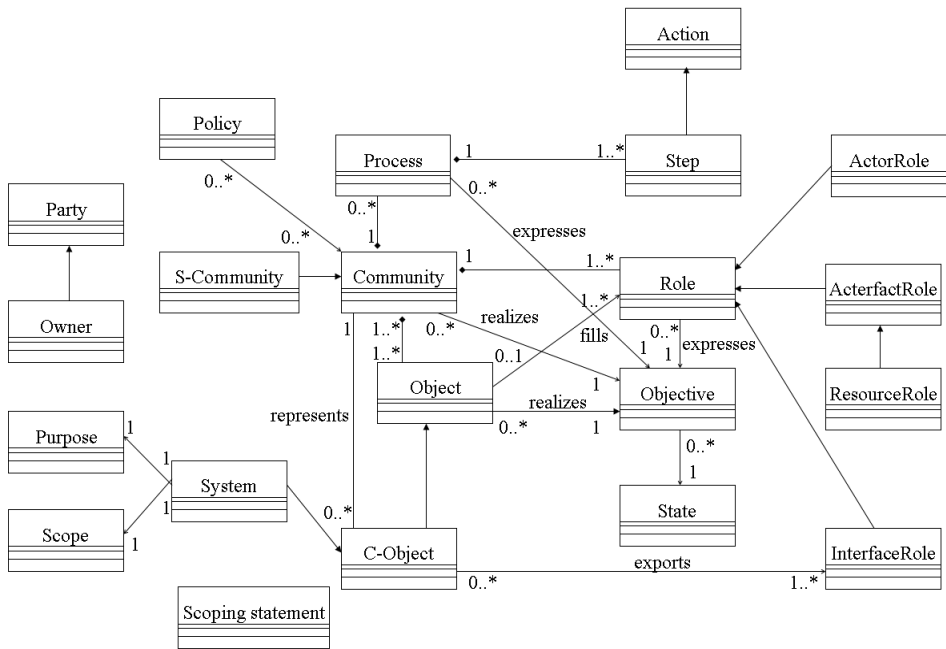 Action
Policy
Process
1
1..*
Step
ActorRole
0..*
0..*
Party
0..*
expresses
0..*
1
S-Community
Community
1
1..*
Role
ActerfactRole
Owner
1
1..*
0..*
realizes
1..*
0..*
fills
1
1
expresses
1..*
0..1
Object
realizes
1
Objective
ResourceRole
represents
0..*
1
Purpose
1
1
0..*
System
1
State
Scope
1
1
0..*
C-Object
exports
InterfaceRole
0..*
1..*
Scoping statement